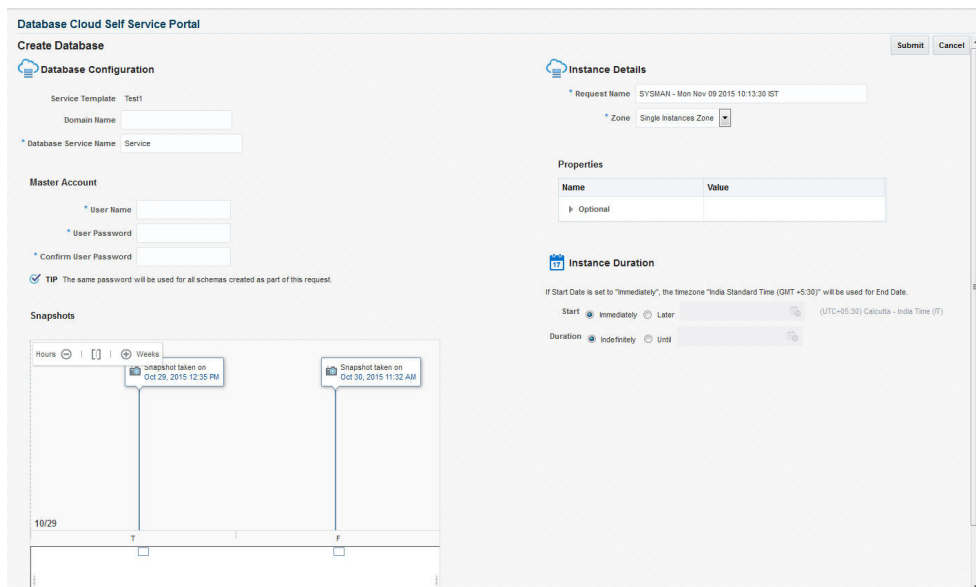 Database Cloud Self Service Portal
Create Database
Submit
Cancel
Database Configuration
Service Template Test1
Domain Name
* Database Service Name Service
Master Account
* User Name
* User Password
* Confirm User Password
TIP The same password will be used for all schemas created as part of this request.
Snapshots
Hours
Weeks
Snapshot taken on
Oct 29, 2015 12:35 PM
Snapshot taken on
Oct 30, 2015 11:32 AM
10/29
T
F
Instance Details
* Request Name SYSMAN - Mon Nov 09 2015 10:13:30 IST
* Zone Single Instances Zone
Properties
Name Value
Optional
17
Instance Duration
If Start Date is set to "Immediately", the timezone "India Standard Time (GMT +5:30)" will be used for End Date.
Start Immediately Later (UTC+05:30) Calcutta - India Time (IT)
Duration Indefinitely Until